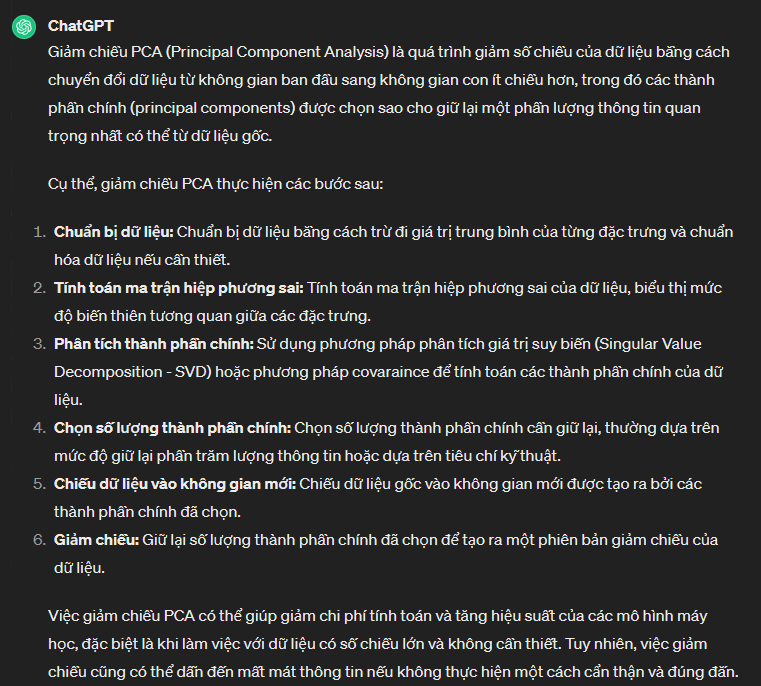 ChatGPT
Giảm chiều PCA (Principal Component Analysis) là quá trình giảm số chiều của dữ liệu bằng cách
chuyển đổi dữ liệu từ không gian ban đầu sang không gian con ít chiều hơn, trong đó các thành
phần chính (principal components) được chọn sao cho giữ lại một phần lượng thông tin quan
trọng nhất có thể từ dữ liệu gốc.
Cụ thể, giảm chiều PCA thực hiện các bước sau:
1. Chuẩn bị dữ liệu: Chuẩn bị dữ liệu bằng cách trừ đi giá trị trung bình của từng đặc trưng và chuẩn
hóa dữ liệu nếu cần thiết.
2. Tính toán ma trận hiệp phương sai: Tính toán ma trận hiệp phương sai của dữ liệu, biểu thị mức
độ biến thiên tương quan giữa các đặc trưng.
3. Phân tích thành phần chính: Sử dụng phương pháp phân tích giá trị suy biến (Singular Value
Decomposition - SVD) hoặc phương pháp covaraince để tính toán các thành phần chính của dữ
liệu.
4. Chọn số lượng thành phần chính: Chọn số lượng thành phần chính cần giữ lại, thường dựa trên
mức độ giữ lại phần trăm lượng thông tin hoặc dựa trên tiêu chí kỹ thuật.
5. Chiếu dữ liệu vào không gian mới: Chiếu dữ liệu gốc vào không gian mới được tạo ra bởi các
thành phần chính đã chọn.
6. Giảm chiều: Giữ lại số lượng thành phần chính đã chọn để tạo ra một phiên bản giảm chiều của
dữ liệu.
Việc giảm chiều PCA có thể giúp giảm chi phí tính toán và tăng hiệu suất của các mô hình máy
học, đặc biệt là khi làm việc với dữ liệu có số chiều lớn và không cần thiết. Tuy nhiên, việc giảm
chiều cũng có thể dẫn đến mất mát thông tin nếu không thực hiện một cách cẩn thận và đúng đắn.